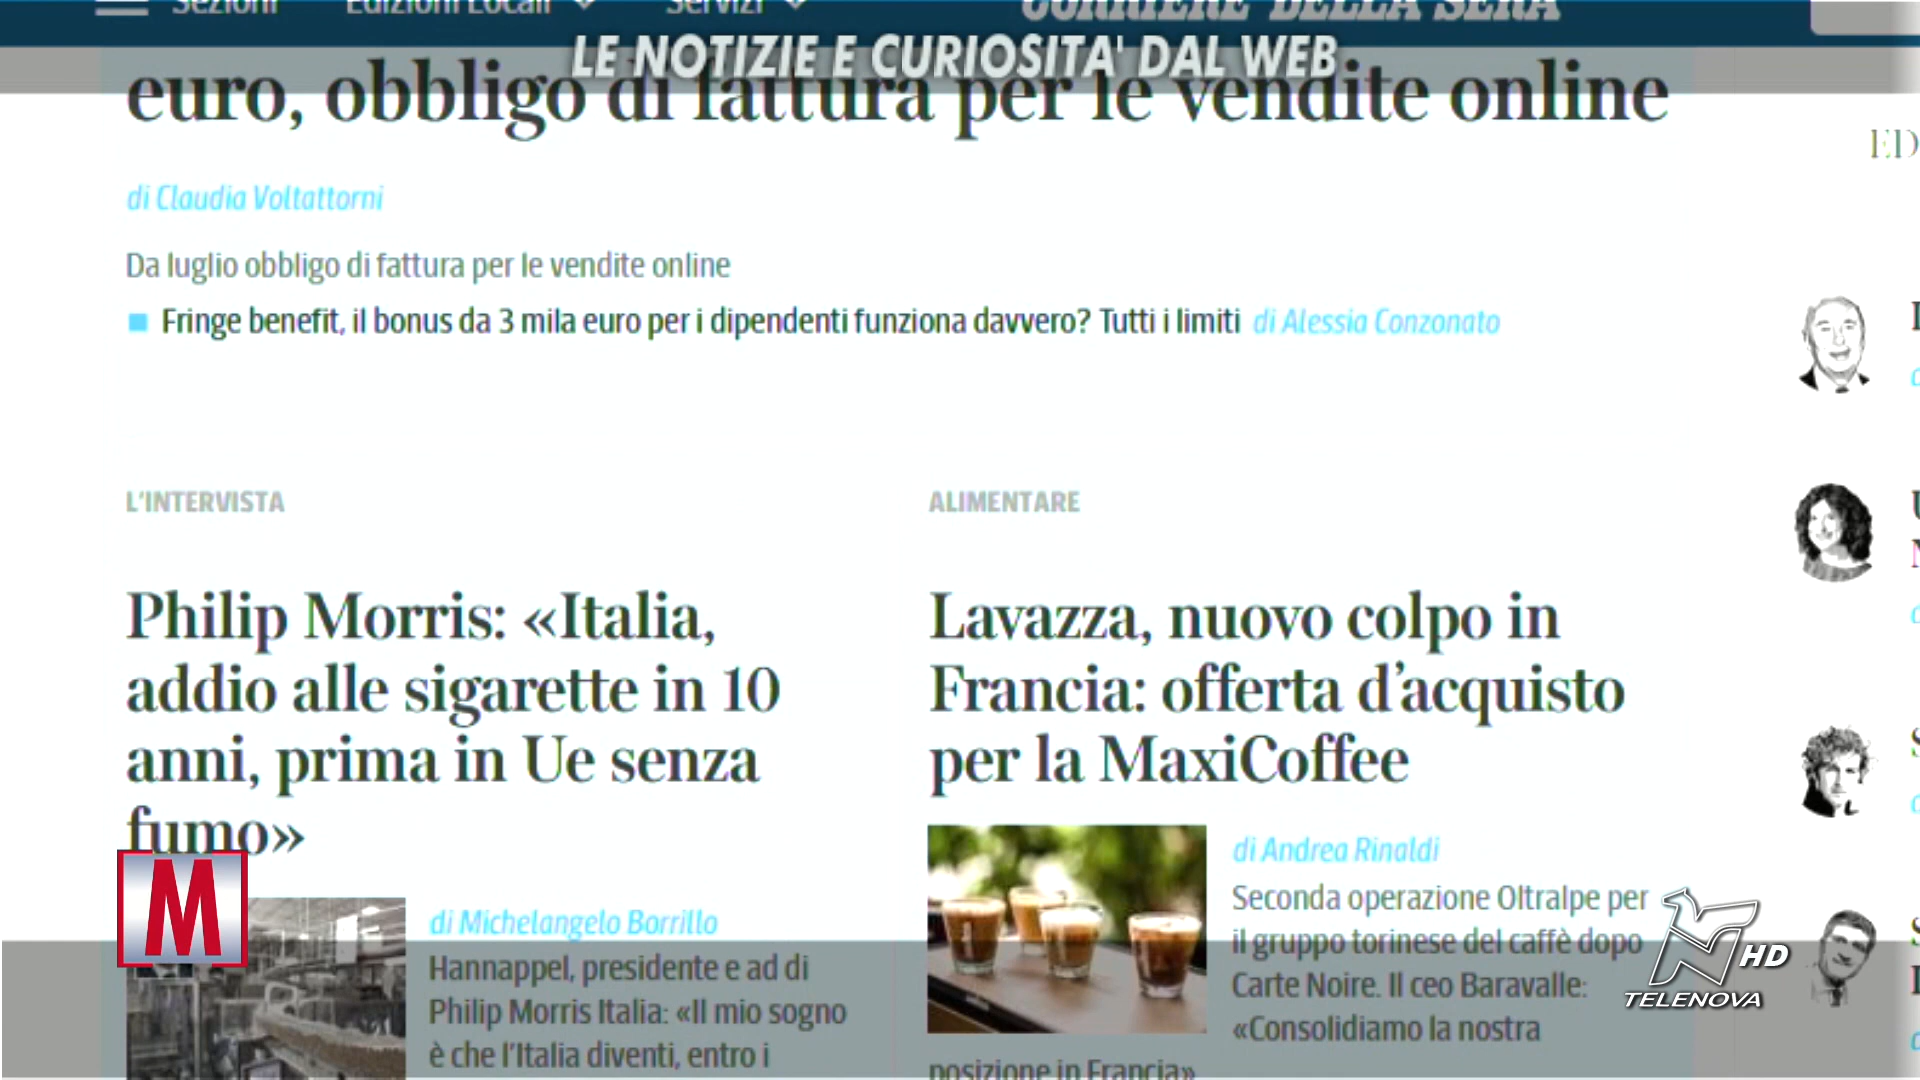 Sezioni Edizioni Locali Servizi CORRIERE DELLA SERA
LE NOTIZIE E CURIOSITA' DAL WEB
euro, obbligo di fattura per le vendite online
ED
di Claudia Voltattorni
Da luglio obbligo di fattura per le vendite online
Fringe benefit, il bonus da 3 mila euro per i dipendenti funziona davvero? Tutti i limiti di Alessia Conzonato
L'INTERVISTA
Philip Morris: «Italia,
addio alle sigarette in 10
anni, prima in Ue senza
fumo»
M
di Michelangelo Borrillo
Hannappel, presidente e ad di
Philip Morris Italia: «Il mio sogno
è che l'Italia diventi, entro i
ALIMENTARE
Lavazza, nuovo colpo in
Francia: offerta d'acquisto
per la MaxiCoffee
di Andrea Rinaldi
Seconda operazione Oltralpe per
il gruppo torinese del caffè dopo
Carte Noire. Il ceo Baravalle:
«Consolidiamo la nostra
posizione in Francia»
HD
TELENOVA